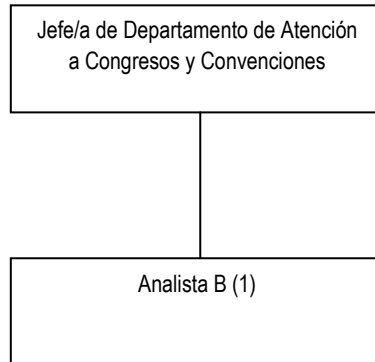 Jefe/a de Departamento de Atención
a Congresos y Convenciones
Analista B (1)